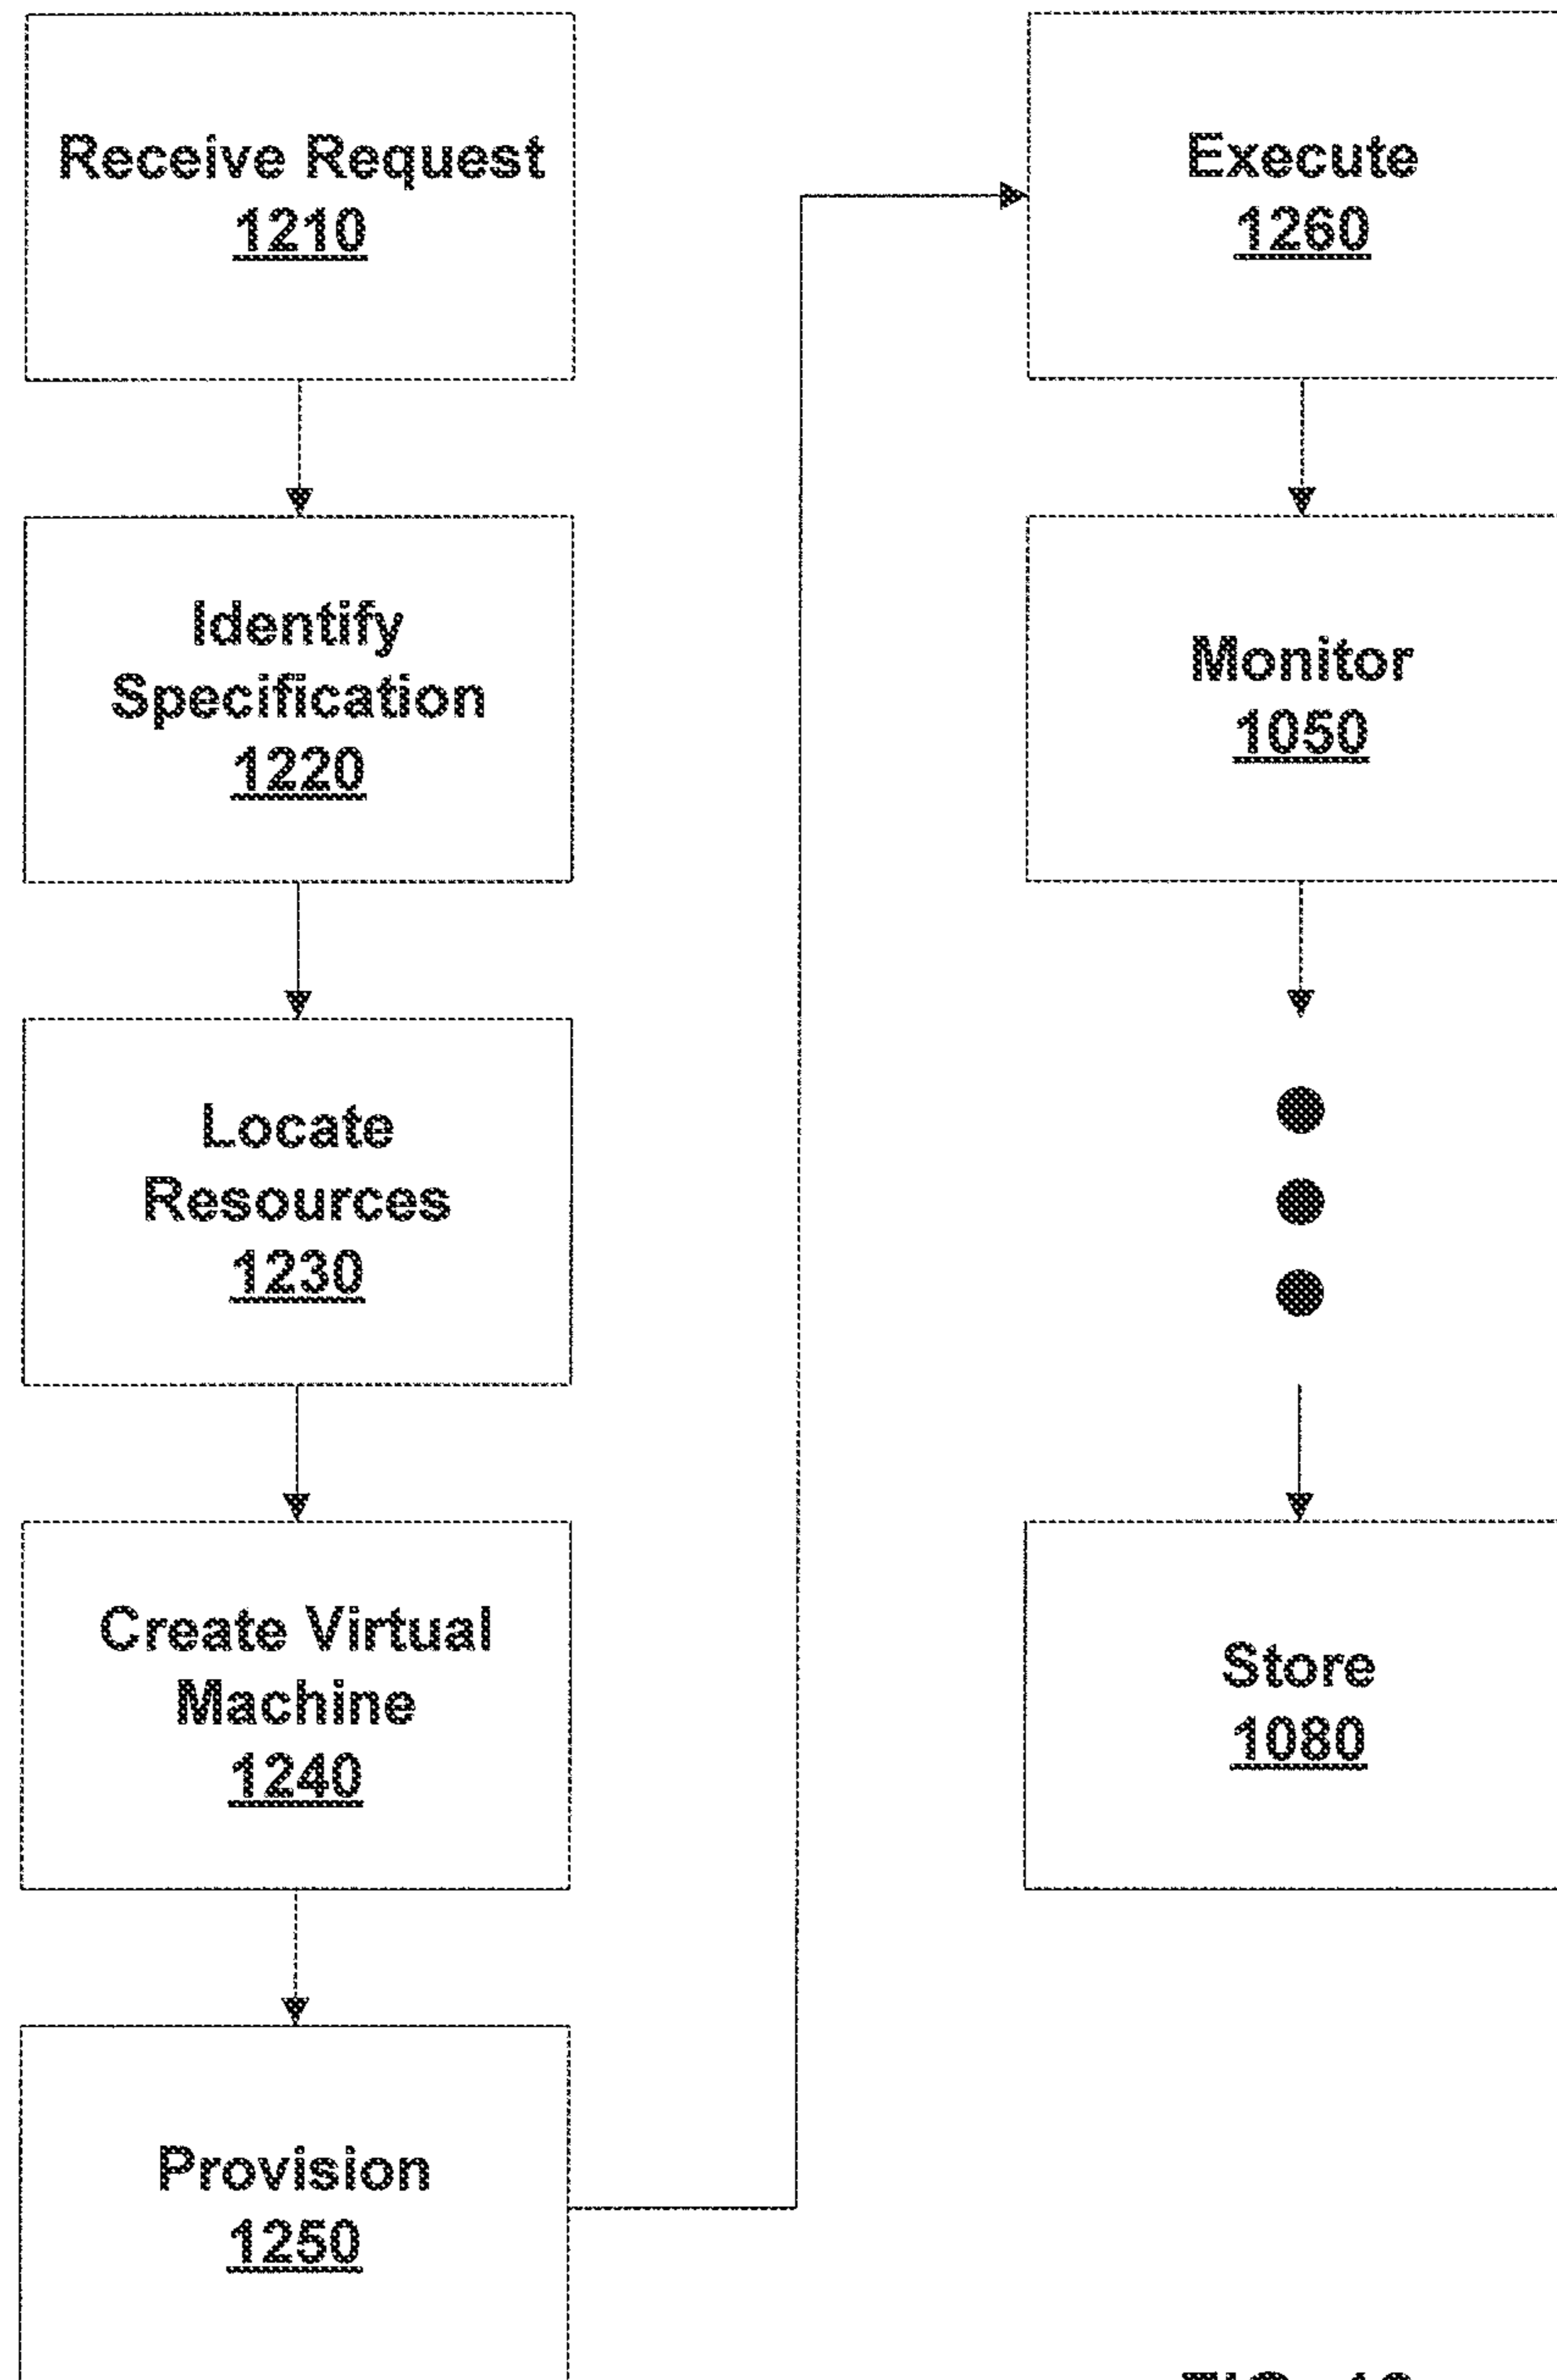 Receive Request
1210
Identify
Specification
1220
Locate
Resources
1230
Create Virtual
Machine
1240
Provision
1250
Execute
1260
Monitor
1050
Store
1080